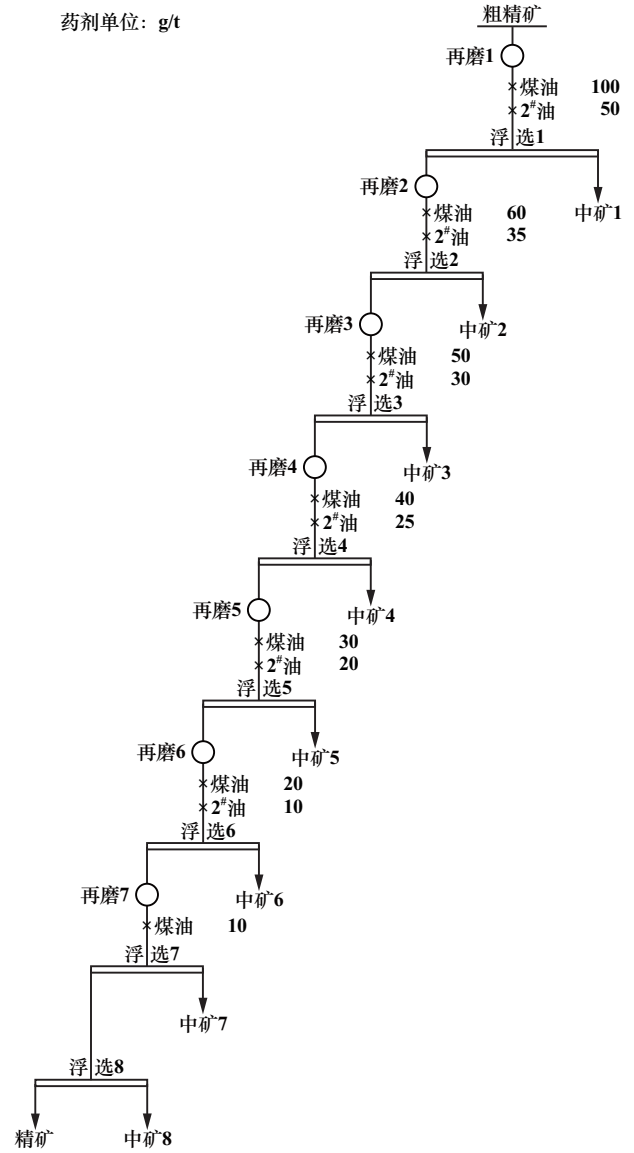 药剂单位：g/t
粗精矿
再磨1
煤油 100
2#油 50
浮选1
中矿1
再磨2
煤油 60
2#油 35
浮选2
中矿2
再磨3
煤油 50
2#油 30
浮选3
中矿3
再磨4
煤油 40
2#油 25
浮选4
中矿4
再磨5
煤油 30
2#油 20
浮选5
中矿5
再磨6
煤油 20
2#油 10
浮选6
中矿6
再磨7
煤油 10
浮选7
中矿7
浮选8
精矿 中矿8